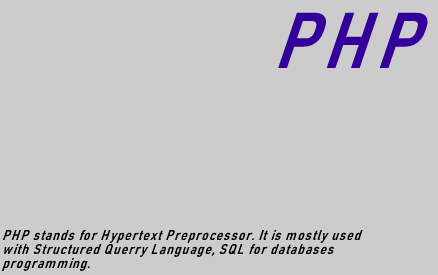 PHP
PHP stands for Hypertext Preprocessor. It is mostly used
with Structured Querry Language, SQL for databases
programming.